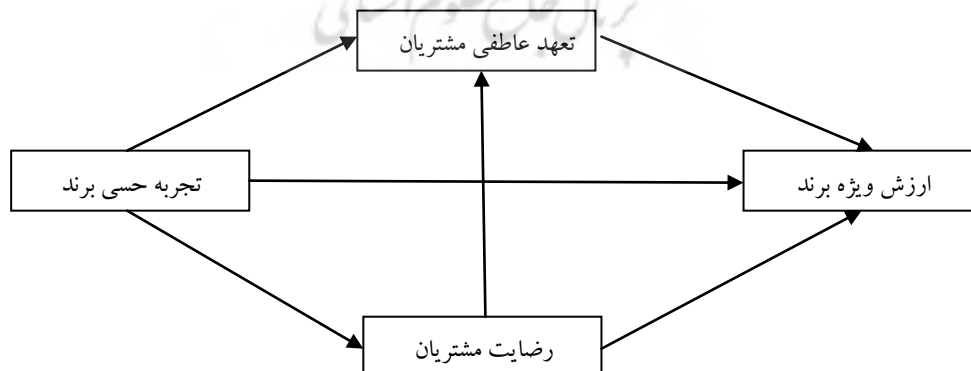 تعهد عاطفی مشتریان
تجربه حسی برند
ارزش ویژه برند
رضایت مشتریان